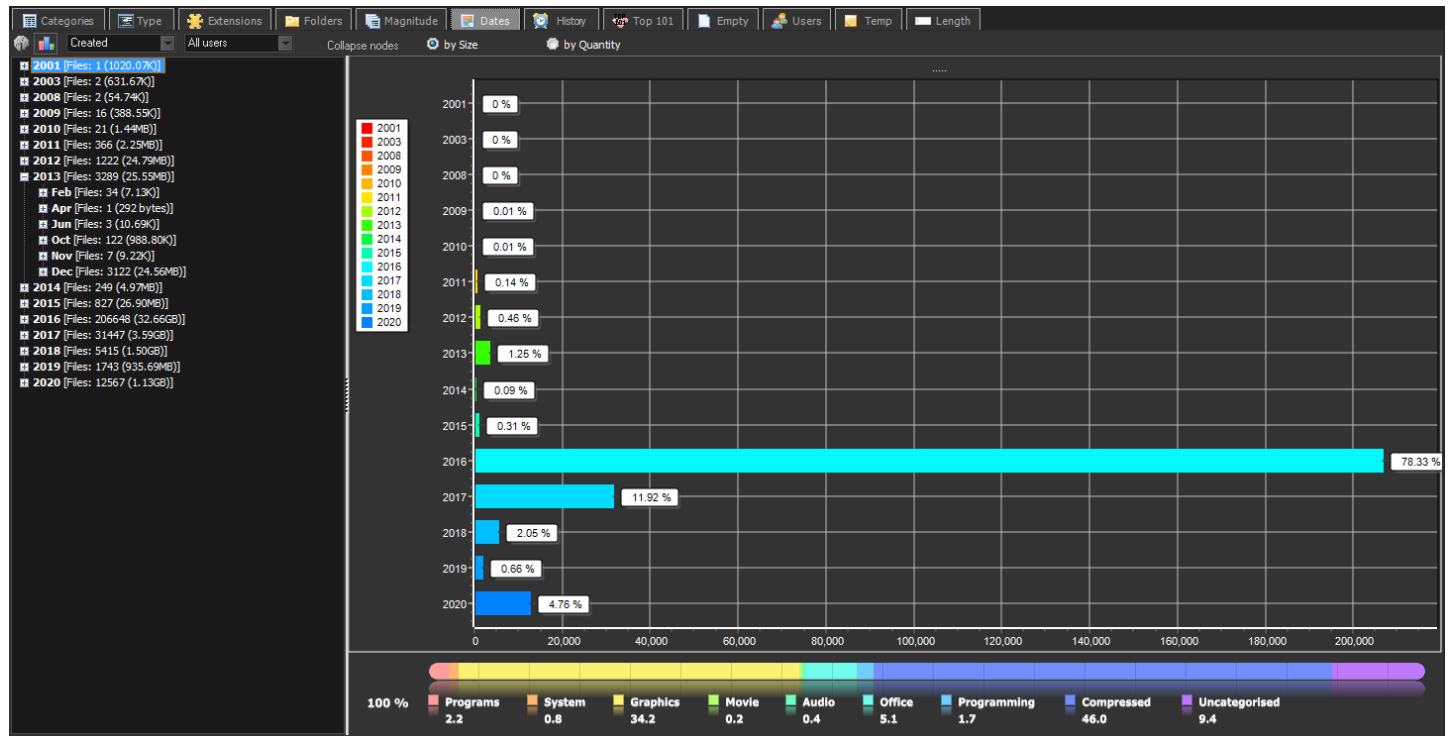 Categories Type Extensions Folders Magnitude Dates History Top 101 Empty Users Temp Length
Created All users Collapse nodes by Size by Quantity
2001 [Files: 1 (1020.07K)]
2003 [Files: 2 (631.67K)]
2008 [Files: 2 (54.74K)]
2009 [Files: 16 (388.55K)]
2010 [Files: 21 (1.44MB)]
2011 [Files: 366 (2.25MB)]
2012 [Files: 1222 (24.79MB)]
2013 [Files: 3289 (25.55MB)]
Feb [Files: 34 (7.13K)]
Apr [Files: 1 (292 bytes)]
Jun [Files: 3 (10.69K)]
Oct [Files: 122 (988.80K)]
Nov [Files: 7 (9.22K)]
Dec [Files: 3122 (24.56MB)]
2014 [Files: 249 (4.97MB)]
2015 [Files: 827 (26.90MB)]
2016 [Files: 206648 (32.66GB)]
2017 [Files: 31447 (3.59GB)]
2018 [Files: 5415 (1.50GB)]
2019 [Files: 1743 (935.69MB)]
2020 [Files: 12567 (1.13GB)]
.....
2001
2003
2008
2009
2010
2011
2012
2013
2014
2015
2016
2017
2018
2019
2020
2001 0 %
2003 0 %
2008 0 %
2009 0.01 %
2010 0.01 %
2011 0.14 %
2012 0.46 %
2013 1.25 %
2014 0.09 %
2015 0.31 %
2016 78.33 %
2017 11.92 %
2018 2.05 %
2019 0.66 %
2020 4.76 %
0 20,000 40,000 60,000 80,000 100,000 120,000 140,000 160,000 180,000 200,000
100 % Programs System Graphics Movie Audio Office Programming Compressed Uncategorised
2.2 0.8 34.2 0.2 0.4 5.1 1.7 46.0 9.4